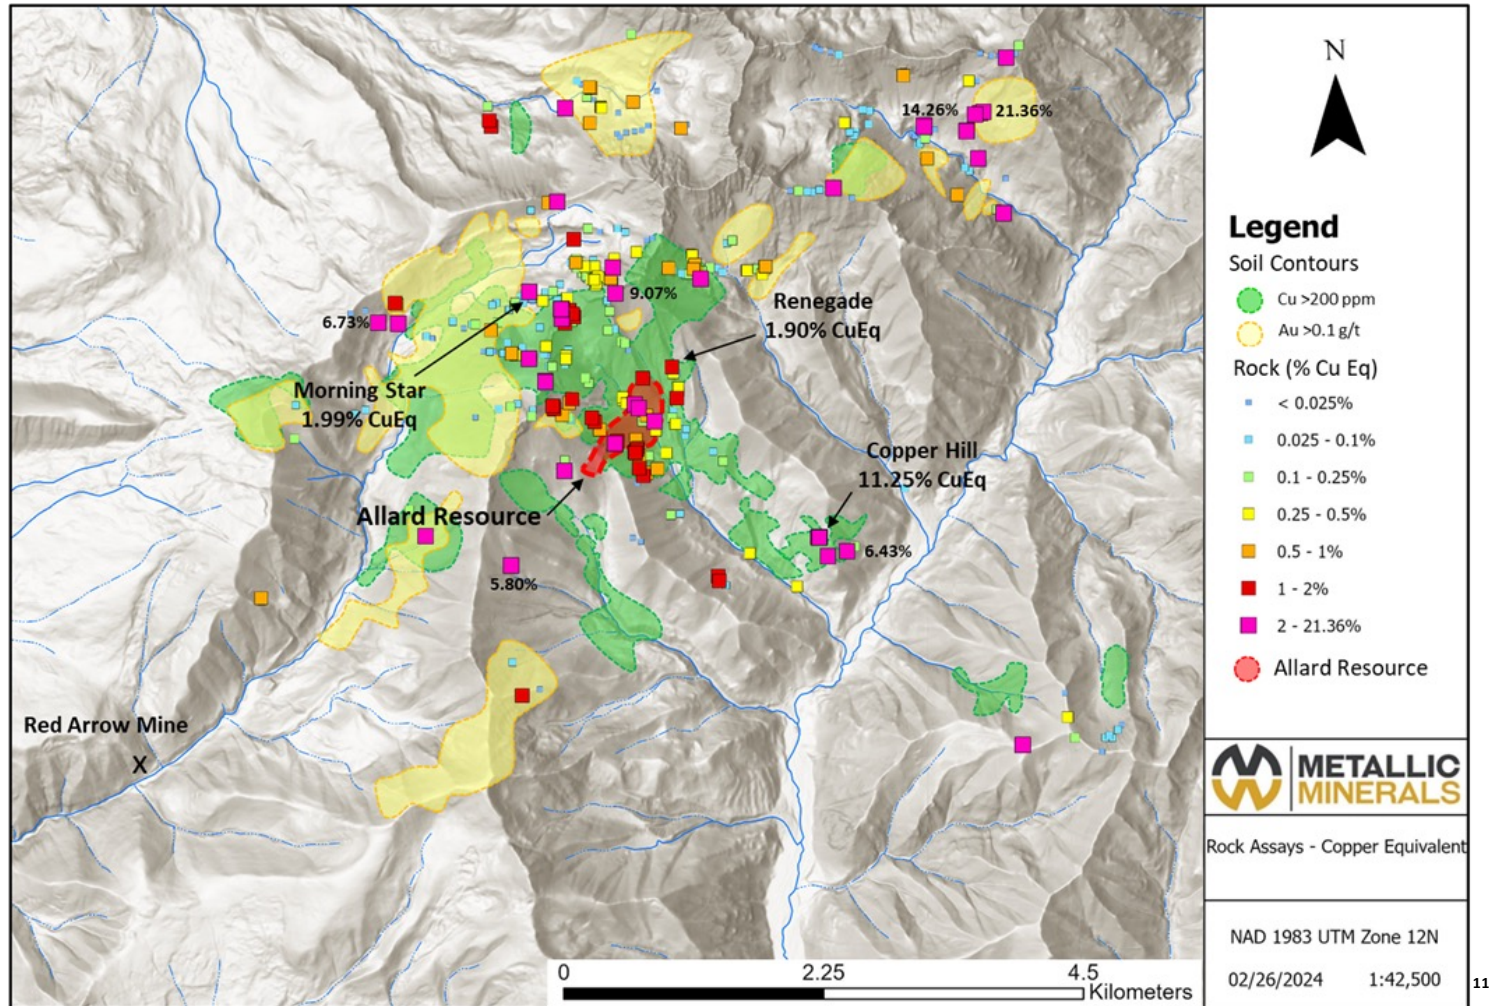 14.26%
21.36%
9.07%
Renegade
1.90% CuEq
6.73%
Morning Star
1.99% CuEq
Copper Hill
11.25% CuEq
Allard Resource
6.43%
5.80%
Red Arrow Mine
X
0
2.25
4.5
Kilometers
N
Legend
Soil Contours
Cu >200 ppm
Au >0.1 g/t
Rock (% Cu Eq)
< 0.025%
0.025 - 0.1%
0.1 - 0.25%
0.25 - 0.5%
0.5 - 1%
1 - 2%
2 - 21.36%
Allard Resource
METALLIC
MINERALS
Rock Assays - Copper Equivalent
NAD 1983 UTM Zone 12N
02/26/2024 1:42,500
11